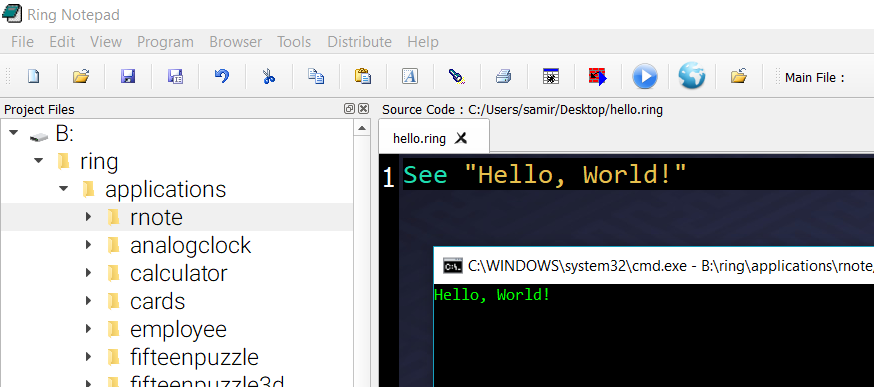 Ring Notepad
File Edit View Program Browser Tools Distribute Help
Main File :
Project Files
B:
ring
applications
rnote
analogclock
calculator
cards
employee
fifteenpuzzle
fifteenpuzzle3d
Source Code : C:/Users/samir/Desktop/hello.ring
hello.ring
1 See "Hello, World!"
C:\WINDOWS\system32\cmd.exe - B:\ring\applications\rnote
Hello, World!